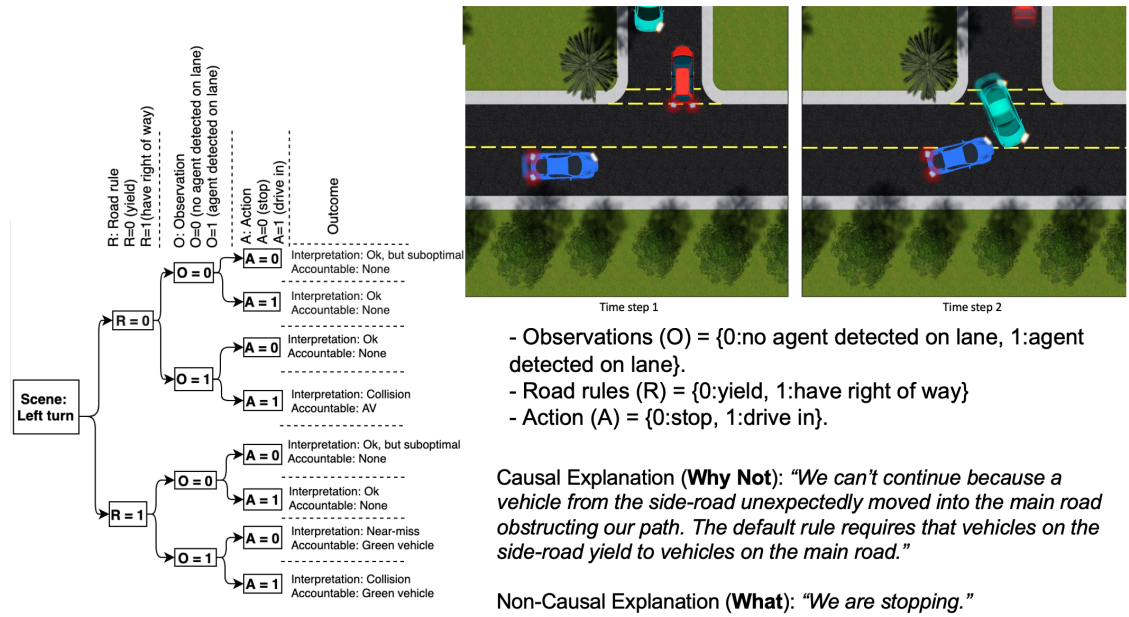 R: Road rule
R=0 (yield)
R=1 (have right of way)
O: Observation
O=0 (no agent detected on lane)
O=1 (agent detected on lane)
A: Action
A=0 (stop)
A=1 (drive in)
Outcome
Scene:
Left turn
R = 0
O = 0
A = 0
Interpretation: Ok, but suboptimal
Accountable: None
A = 1
Interpretation: Ok
Accountable: None
O = 1
A = 0
Interpretation: Ok
Accountable: None
A = 1
Interpretation: Collision
Accountable: AV
R = 1
O = 0
A = 0
Interpretation: Ok, but suboptimal
Accountable: None
A = 1
Interpretation: Ok
Accountable: None
O = 1
A = 0
Interpretation: Near-miss
Accountable: Green vehicle
A = 1
Interpretation: Collision
Accountable: Green vehicle
Time step 1
Time step 2
- Observations (O) = {0:no agent detected on lane, 1:agent
detected on lane}.
- Road rules (R) = {0:yield, 1:have right of way}
- Action (A) = {0:stop, 1:drive in}.
Causal Explanation (Why Not): “We can’t continue because a
vehicle from the side-road unexpectedly moved into the main road
obstructing our path. The default rule requires that vehicles on the
side-road yield to vehicles on the main road.”
Non-Causal Explanation (What): “We are stopping.”